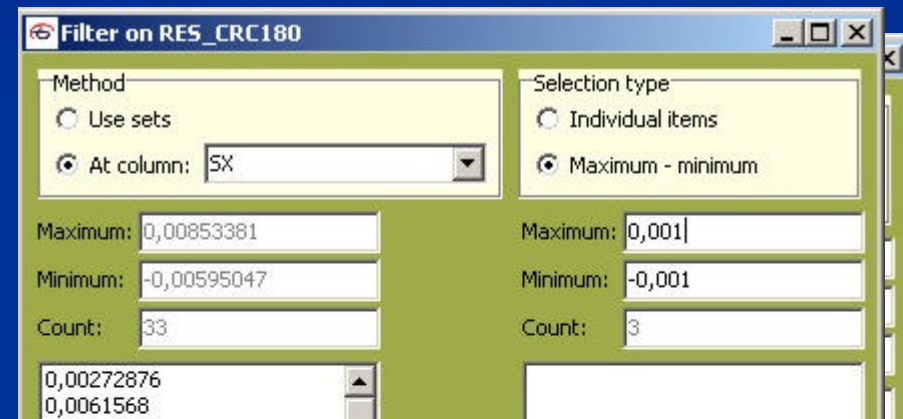 Filter on RES_CRC180
Method
Use sets
At column: SX
Selection type
Individual items
Maximum - minimum
Maximum: 0,00853381
Minimum: -0,00595047
Count: 33
Maximum: 0,001
Minimum: -0,001
Count: 3
0,00272876
0,0061568